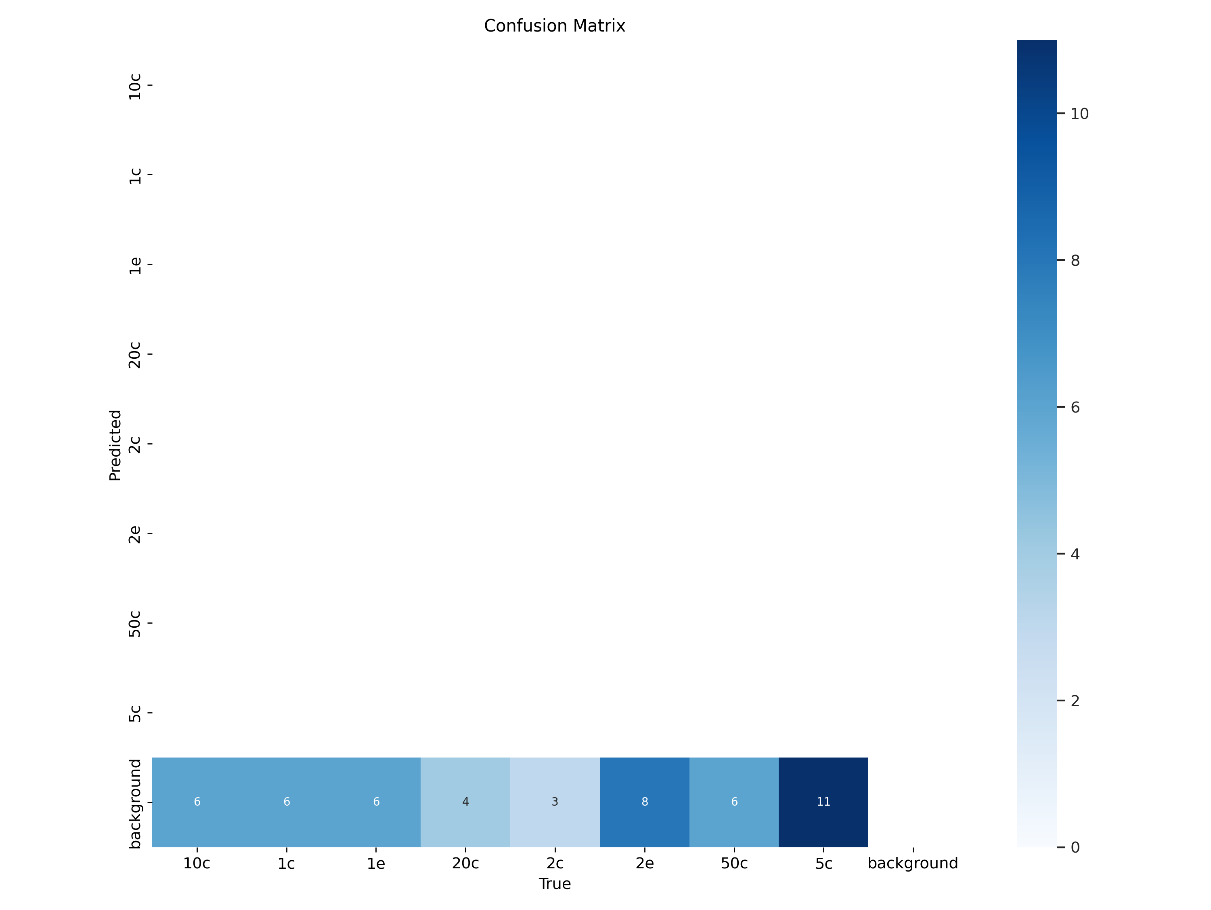 Confusion Matrix
10c
1c
1e
20c
2c
2e
50c
5c
background
Predicted
6 6 6 4 3 8 6 11
10c 1c 1e 20c 2c 2e 50c 5c background
True
10
8
6
4
2
0